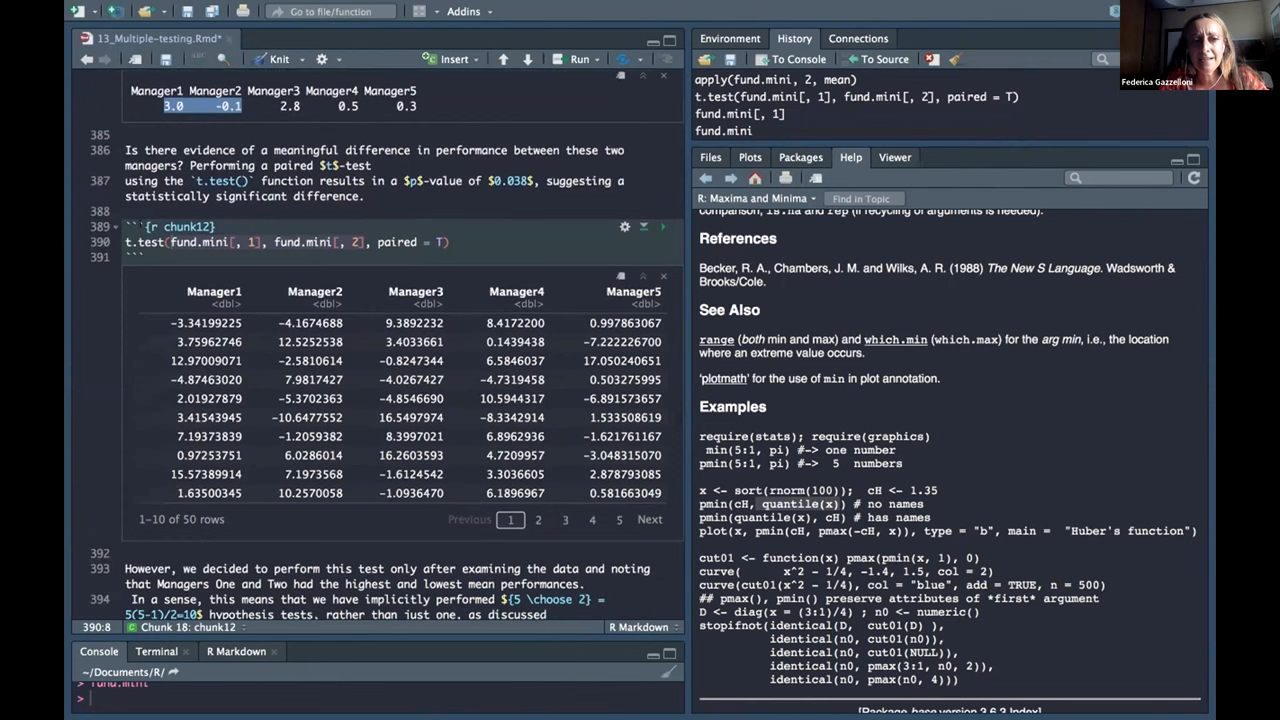 Go to file/function
Addins
13_Multiple-testing.Rmd*
Knit
Insert
Run
Manager1 Manager2 Manager3 Manager4 Manager5
3.0 -0.1 2.8 0.5 0.3
385
386 Is there evidence of a meaningful difference in performance between these two
managers? Performing a paired $t$-test
387 using the `t.test()` function results in a $p$-value of $0.038$, suggesting a
statistically significant difference.
388
389 ```{r chunk12}
390 t.test(fund.mini[, 1], fund.mini[, 2], paired = T)
391 ```
Manager1 Manager2 Manager3 Manager4 Manager5
<dbl> <dbl> <dbl> <dbl> <dbl>
-3.34199225 -4.1674688 9.3892232 8.4172200 0.997863067
3.75962746 12.5252538 3.4033661 0.1439438 -7.222226700
12.97009071 -2.5810614 -0.8247344 6.5846037 17.050240651
-4.87463020 7.9817427 -4.0267427 -4.7319458 0.503275995
2.01927879 -5.3702363 -4.8546690 10.5944317 -6.891573657
3.41543945 -10.6477552 16.5497974 -8.3342914 1.533508619
7.19373839 -1.2059382 8.3997021 6.8962936 -1.621761167
0.97253751 6.0286014 16.2603593 4.7209957 -3.048315070
15.57389914 7.1973568 -1.6124542 3.3036605 2.878793085
1.63500345 10.2570058 -1.0936470 6.1896967 0.581663049
1-10 of 50 rows
Previous 1 2 3 4 5 Next
392
393 However, we decided to perform this test only after examining the data and noting
that Managers One and Two had the highest and lowest mean performances.
394 In a sense, this means that we have implicitly performed ${5 \choose 2} =
5(5-1)/2=10$ hypothesis tests, rather than just one, as discussed
390:8 Chunk 18: chunk12 R Markdown
Console Terminal R Markdown
~/Documents/R/
> fund.mini
>
Environment History Connections
To Console To Source
apply(fund.mini, 2, mean)
t.test(fund.mini[, 1], fund.mini[, 2], paired = T)
fund.mini[, 1]
fund.mini
Files Plots Packages Help Viewer
R: Maxima and Minima Find in Topic
comparison, is.na and rep (if recycling of arguments is needed).
References
Becker, R. A., Chambers, J. M. and Wilks, A. R. (1988) The New S Language. Wadsworth &
Brooks/Cole.
See Also
range (both min and max) and which.min (which.max) for the arg min, i.e., the location
where an extreme value occurs.
‘plotmath’ for the use of min in plot annotation.
Examples
require(stats); require(graphics)
min(5:1, pi) #-> one number
pmin(5:1, pi) #-> 5 numbers
x <- sort(rnorm(100)); cH <- 1.35
pmin(cH, quantile(x)) # no names
pmin(quantile(x), cH) # has names
plot(x, pmin(cH, pmax(-cH, x)), type = "b", main = "Huber's function")
cut01 <- function(x) pmax(pmin(x, 1), 0)
curve( x^2 - 1/4, -1.4, 1.5, col = 2)
curve(cut01(x^2 - 1/4), col = "blue", add = TRUE, n = 500)
## pmax(), pmin() preserve attributes of *first* argument
D <- diag(x = (3:1)/4) ; n0 <- numeric()
stopifnot(identical(D, cut01(D) ),
identical(n0, cut01(n0)),
identical(n0, cut01(NULL)),
identical(n0, pmax(3:1, n0, 2)),
identical(n0, pmax(n0, 4)))
[Package base version 3.6.3 Index]
Federica Gazzelloni